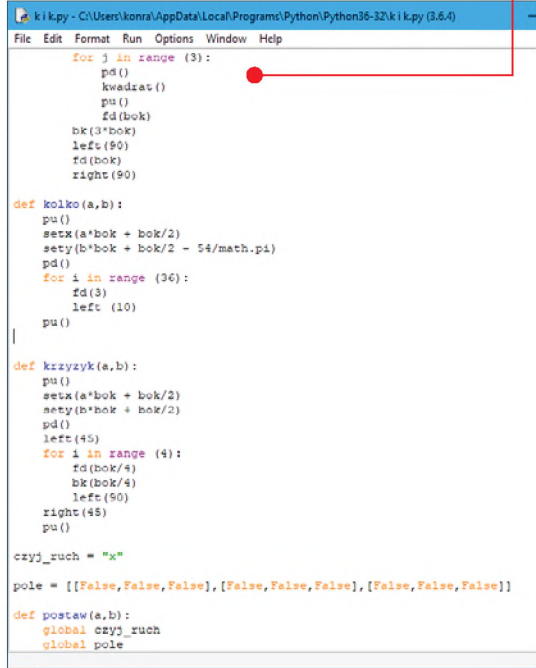 k i k.py - C:\Users\konra\AppData\Local\Programs\Python\Python36-32\k i k.py (3.6.4)
File Edit Format Run Options Window Help
        for j in range (3):
            pd()
            kwadrat()
            pu()
            fd(bok)
        bk(3*bok)
        left(90)
        fd(bok)
        right(90)

def kolko(a,b):
    pu()
    setx(a*bok + bok/2)
    sety(b*bok + bok/2 - 54/math.pi)
    pd()
    for i in range (36):
        fd(3)
        left (10)
    pu()

def krzyzyk(a,b):
    pu()
    setx(a*bok + bok/2)
    sety(b*bok + bok/2)
    pd()
    left(45)
    for i in range (4):
        fd(bok/4)
        bk(bok/4)
        left(90)
    right(45)
    pu()

czyj_ruch = "x"

pole = [[False,False,False],[False,False,False],[False,False,False]]

def postaw(a,b):
    global czyj_ruch
    global pole